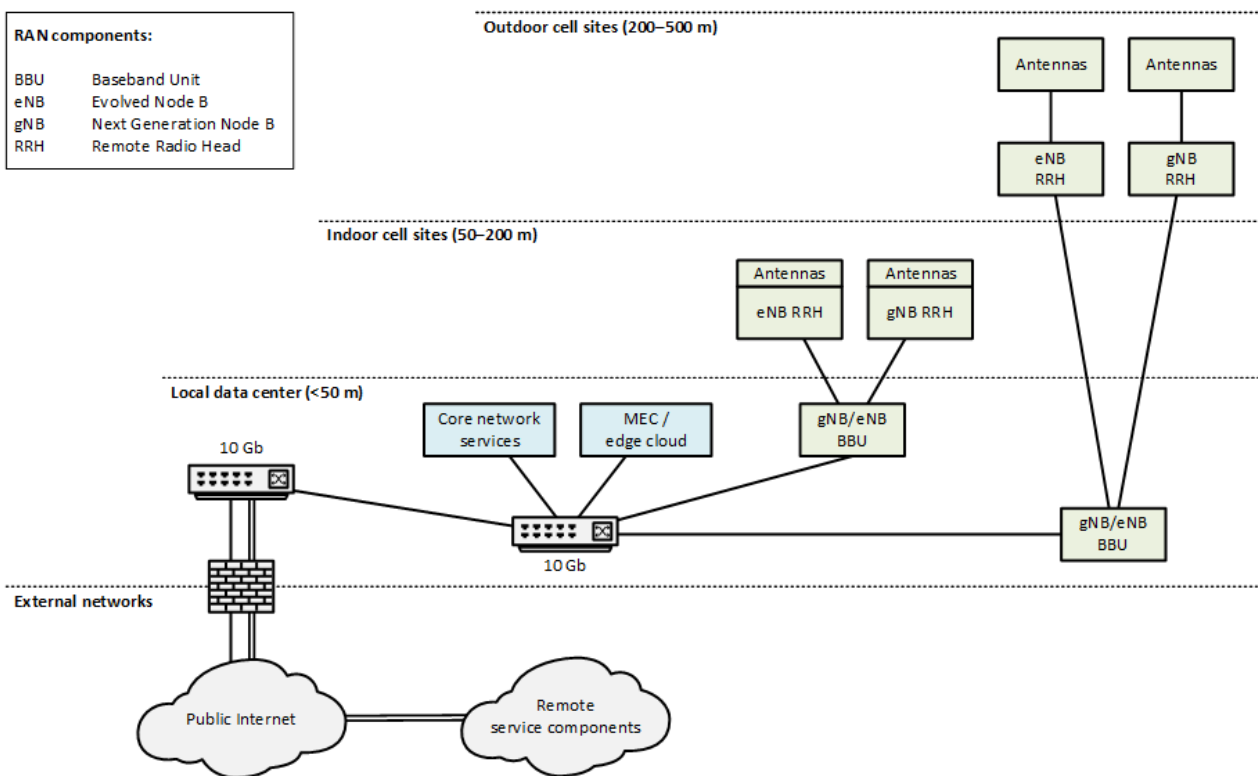 RAN components:
BBU Baseband Unit
eNB Evolved Node B
gNB Next Generation Node B
RRH Remote Radio Head
Outdoor cell sites (200–500 m)
Antennas
Antennas
eNB
RRH
gNB
RRH
Indoor cell sites (50–200 m)
Antennas
eNB RRH
Antennas
gNB RRH
Local data center (<50 m)
10 Gb
Core network
services
MEC /
edge cloud
gNB/eNB
BBU
10 Gb
gNB/eNB
BBU
External networks
Public Internet
Remote
service components